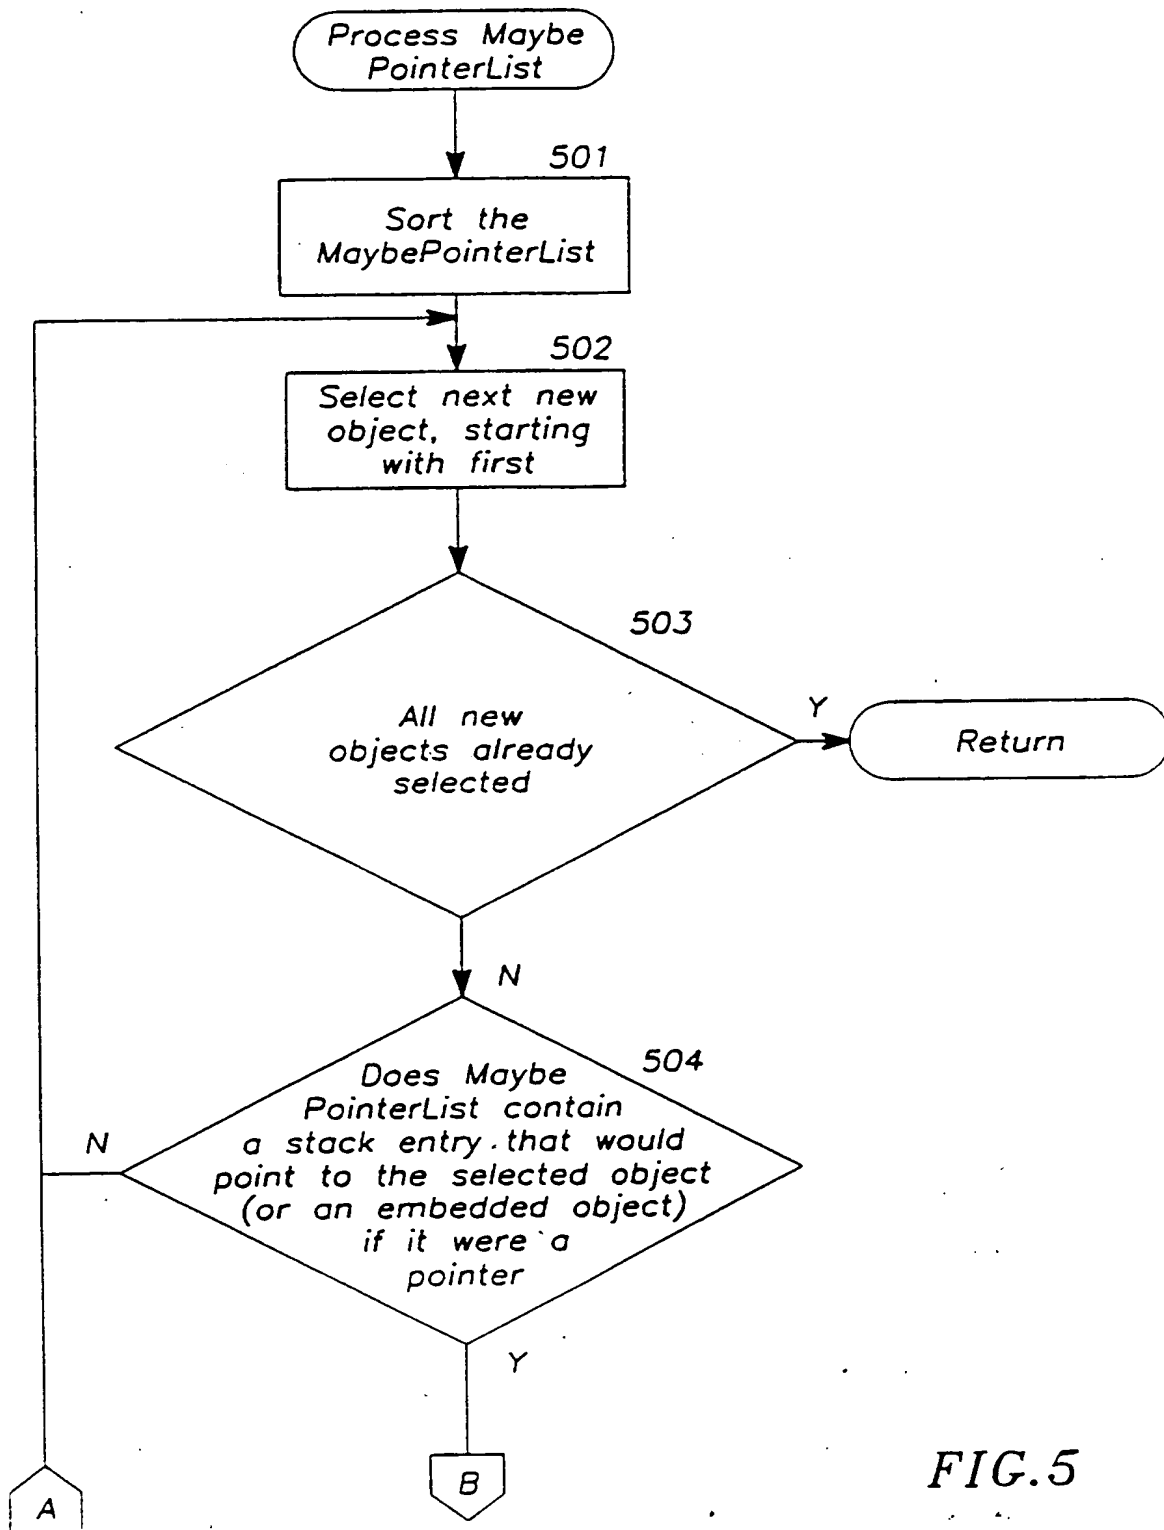 Process Maybe
PointerList
501
Sort the
MaybePointerList
502
Select next new
object, starting
with first
503
All new
objects already
selected
Y
Return
N
504
Does Maybe
PointerList contain
a stack entry that would
point to the selected object
(or an embedded object)
if it were a
pointer
N
Y
A
B
FIG.5